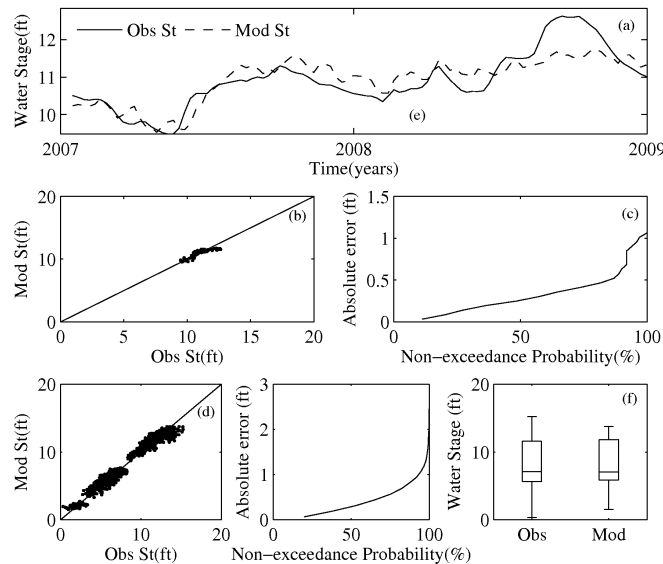 Obs St
Mod St
(a)
Water Stage(ft)
12
11
10
(e)
2007
2008
2009
Time(years)
20
10
0
Mod St(ft)
(b)
0
5
10
15
20
Obs St(ft)
1.5
1
0.5
0
Absolute error (ft)
(c)
0
50
100
Non−exceedance Probability(%)
20
10
0
Mod St(ft)
(d)
0
10
20
Obs St(ft)
3
2
1
0
Absolute error (ft)
0
50
100
Non−exceedance Probability(%)
20
10
0
Water Stage (ft)
(f)
Obs
Mod